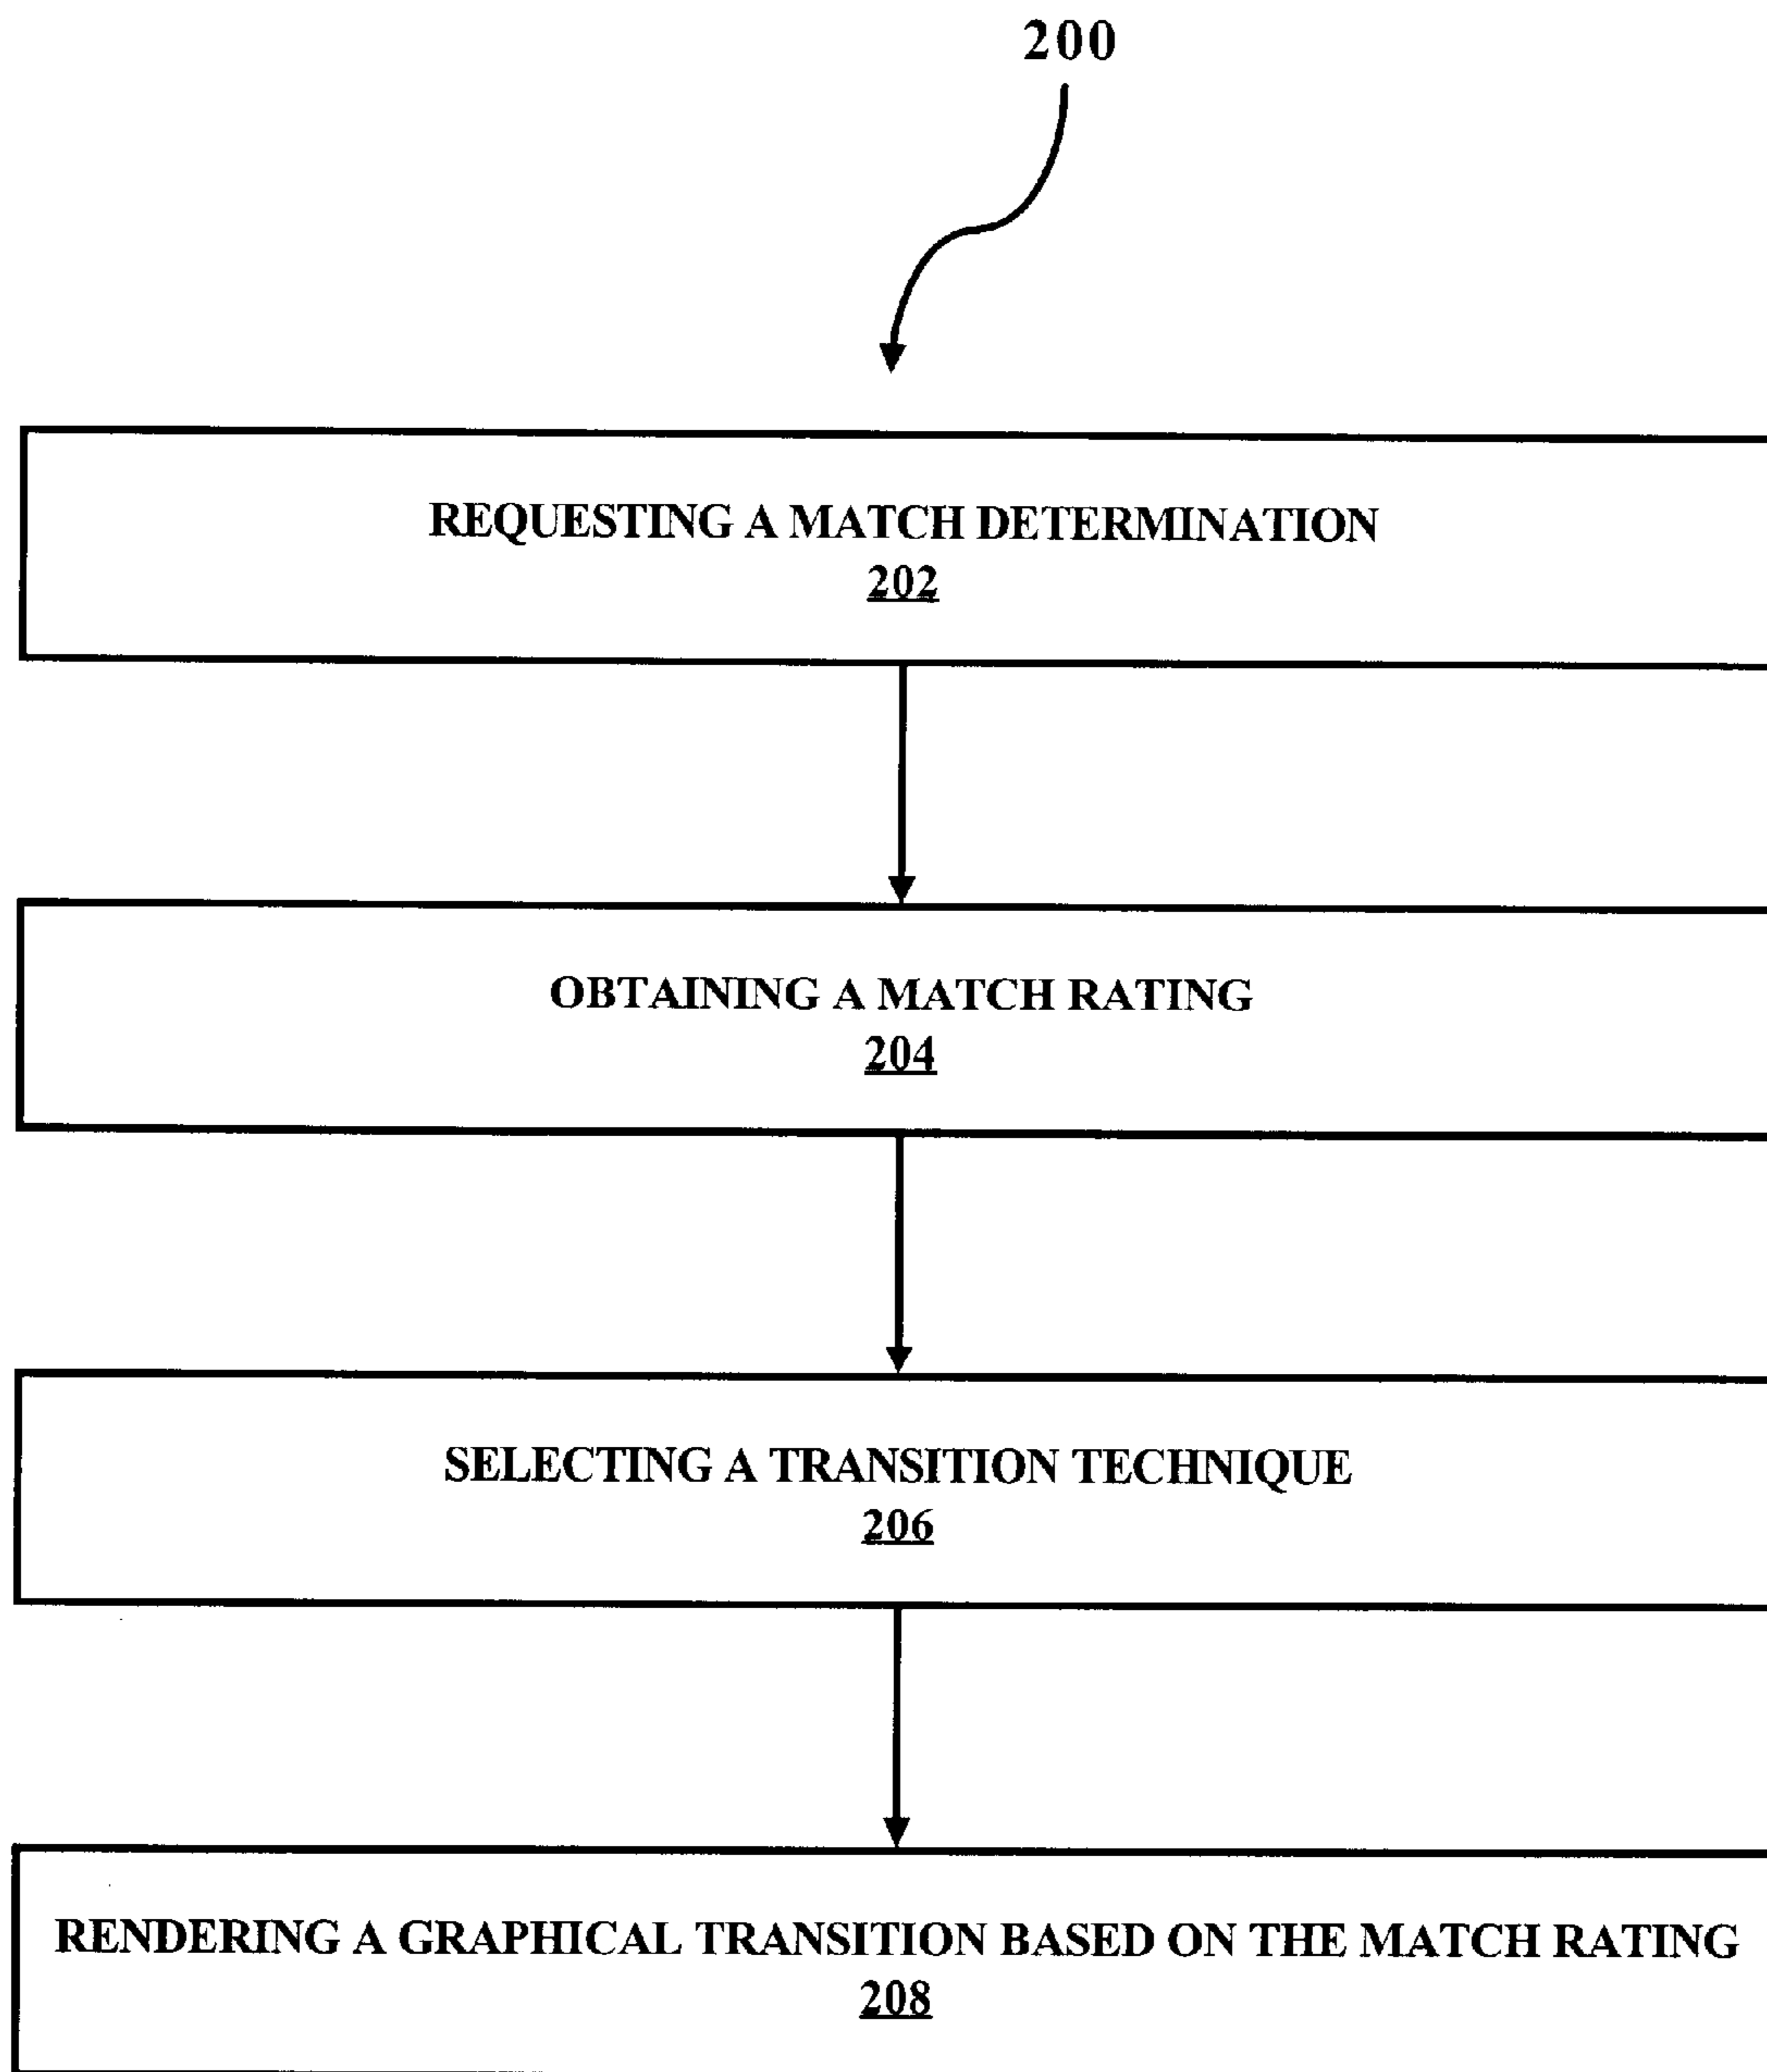 200
REQUESTING A MATCH DETERMINATION
202
OBTAINING A MATCH RATING
204
SELECTING A TRANSITION TECHNIQUE
206
RENDERING A GRAPHICAL TRANSITION BASED ON THE MATCH RATING
208